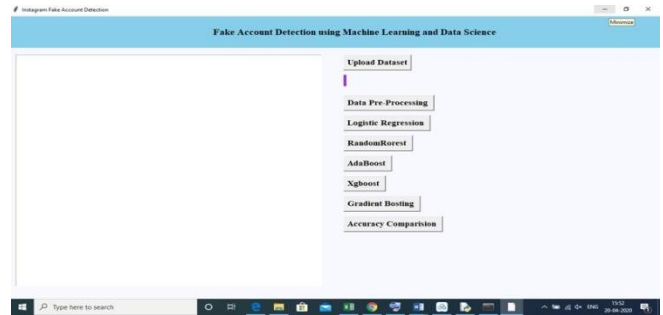 Instagram Fake Account Detection
Minimize
Fake Account Detection using Machine Learning and Data Science
Upload Dataset
Data Pre-Processing
Logistic Regression
RandomRorest
AdaBoost
Xgboost
Gradient Bosting
Accuracy Comparision
Type here to search
ENG
15:52
20-04-2020